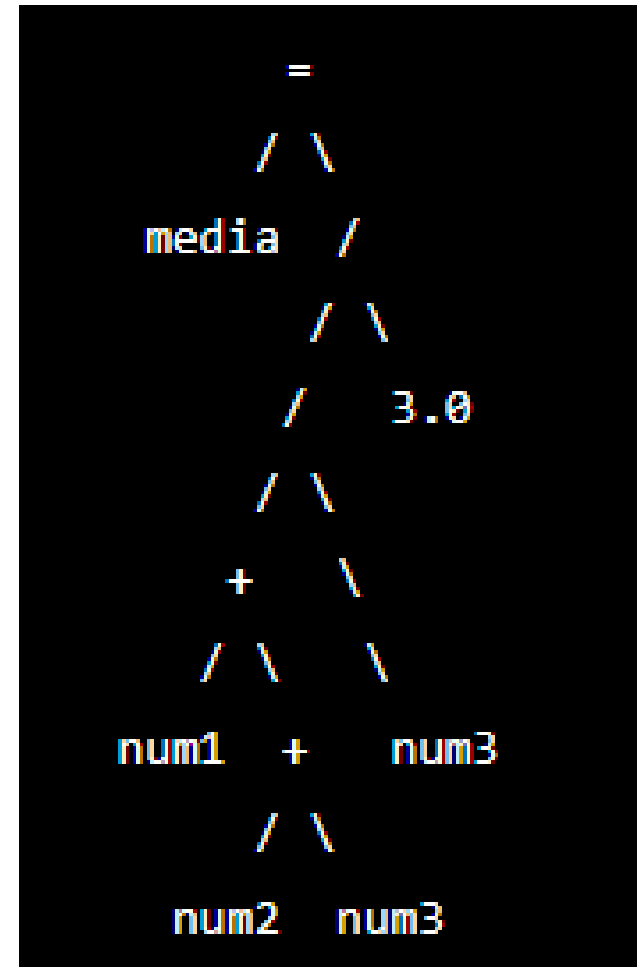 =
/ \
media /
/ \
/ 3.0
/ \
+ \
/ \ \
num1 + num3
/ \
num2 num3